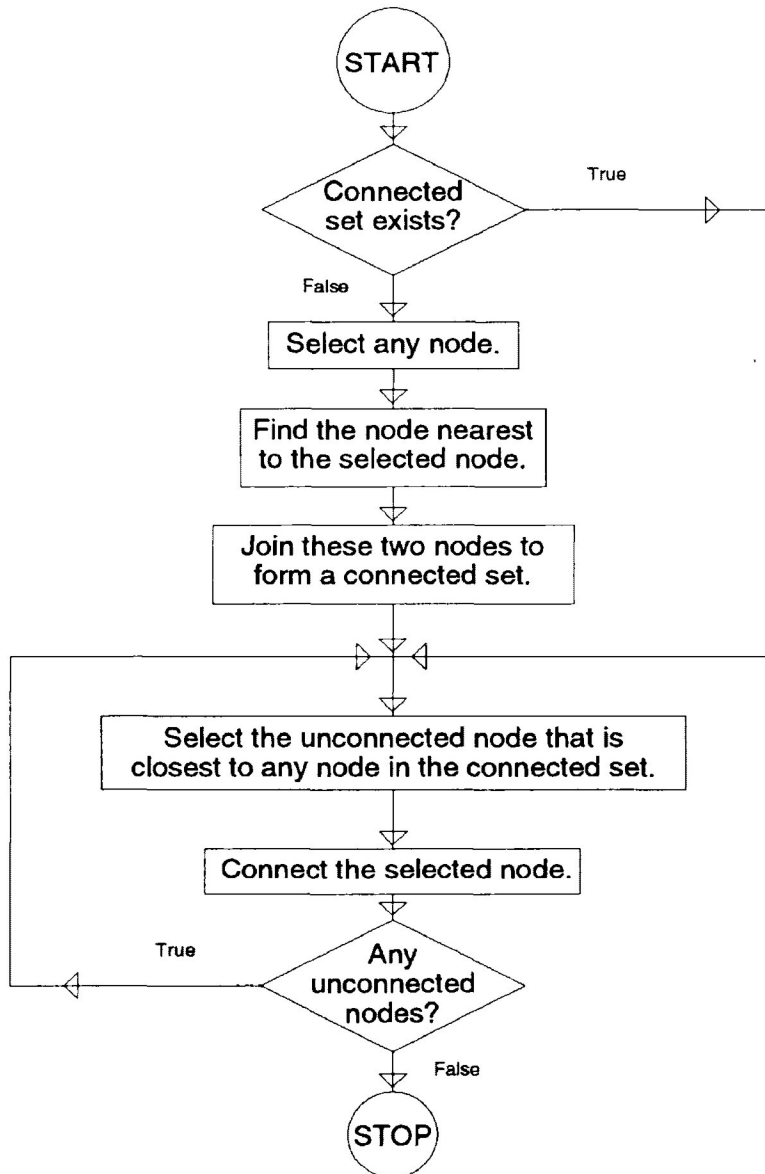 START
Connected
set exists?
True
False
Select any node.
Find the node nearest
to the selected node.
Join these two nodes to
form a connected set.
Select the unconnected node that is
closest to any node in the connected set.
Connect the selected node.
True
Any
unconnected
nodes?
False
STOP